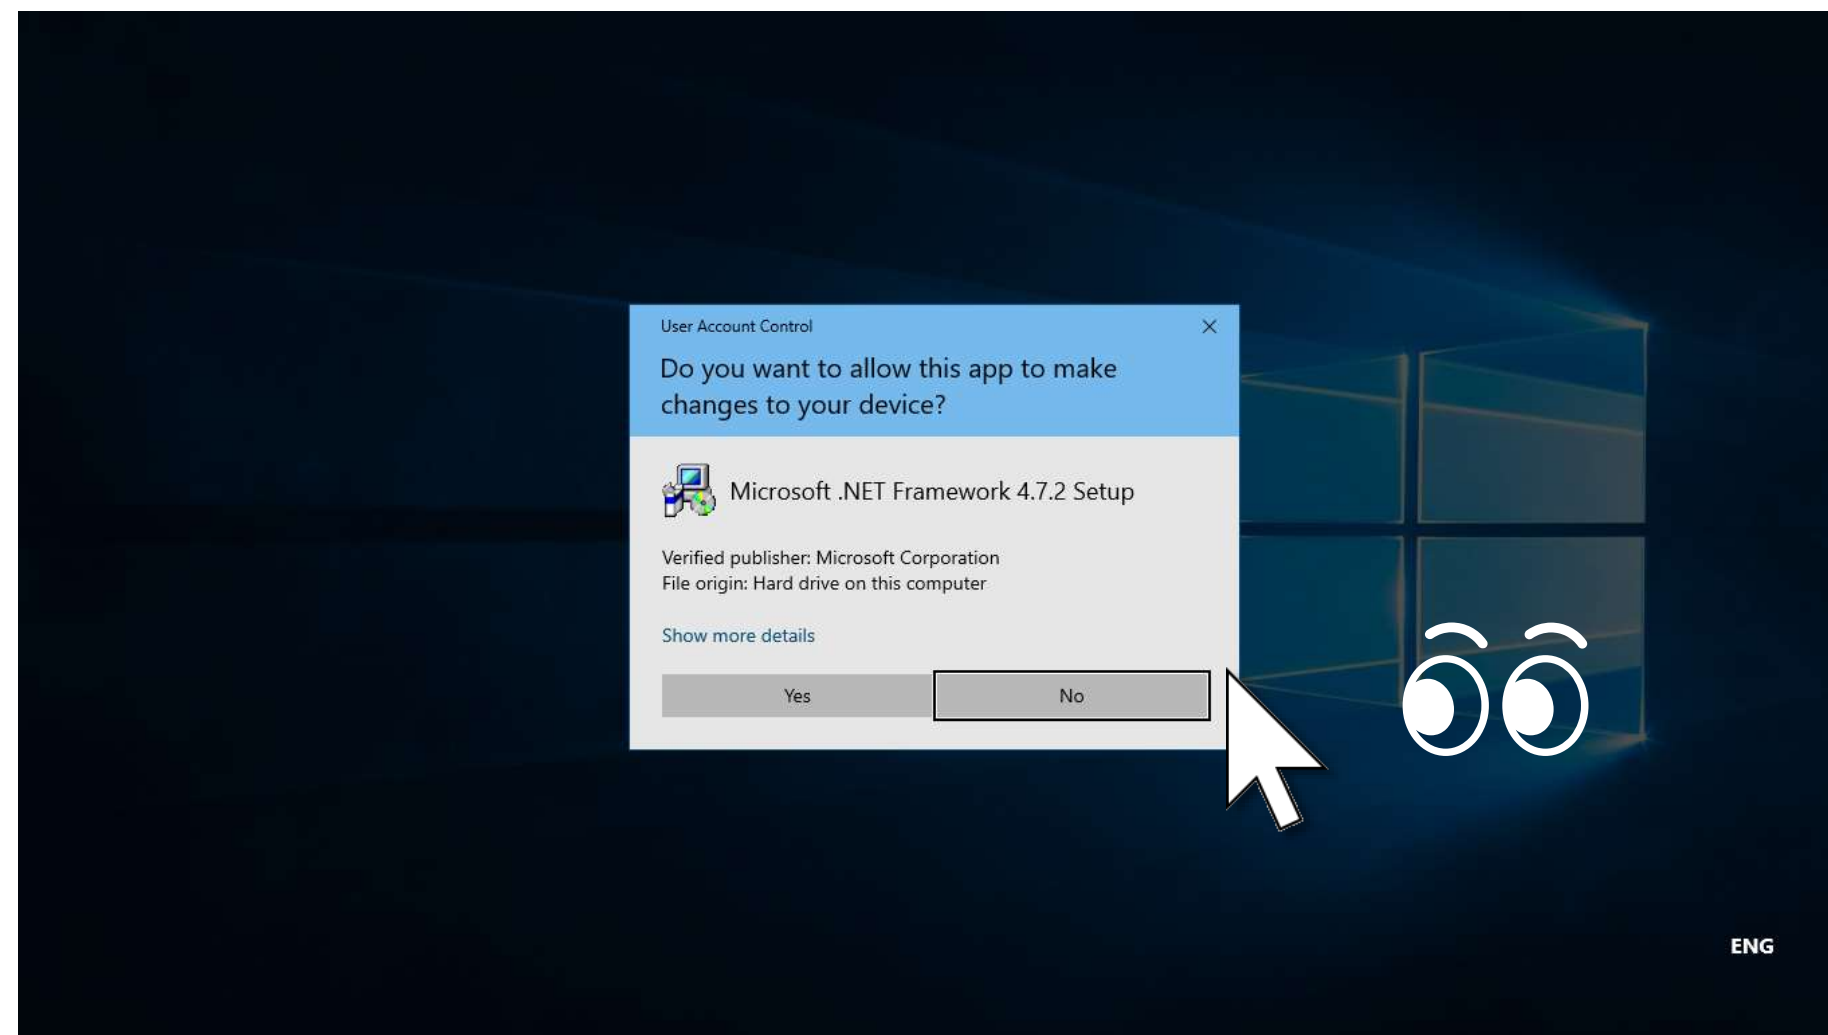 User Account Control
Do you want to allow this app to make
changes to your device?
Microsoft .NET Framework 4.7.2 Setup
Verified publisher: Microsoft Corporation
File origin: Hard drive on this computer
Show more details
Yes
No
ENG